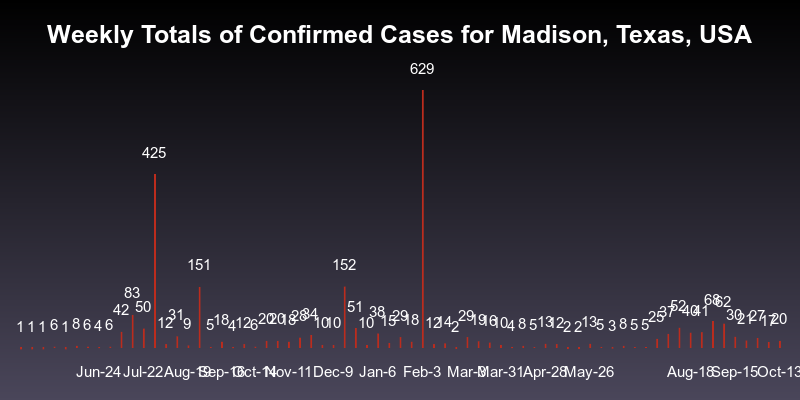 Weekly Totals of Confirmed Cases for Madison, Texas, USA
629
425
151 152
83 50 42 31 51 38 52 68 62
1 1 1 6 1 8 6 4 6 12 9 5 18 4 12 6 20 20 18 28 34 10 10 10 15 29 18 12 14 2 29 19 16 10 4 8 5 13 12 2 2 13 5 3 8 5 5 25 37 40 41 30 21 27 17 20
Jun-24 Jul-22 Aug-19 Sep-16 Oct-14 Nov-11 Dec-9 Jan-6 Feb-3 Mar-3 Mar-31 Apr-28 May-26 Aug-18 Sep-15 Oct-13